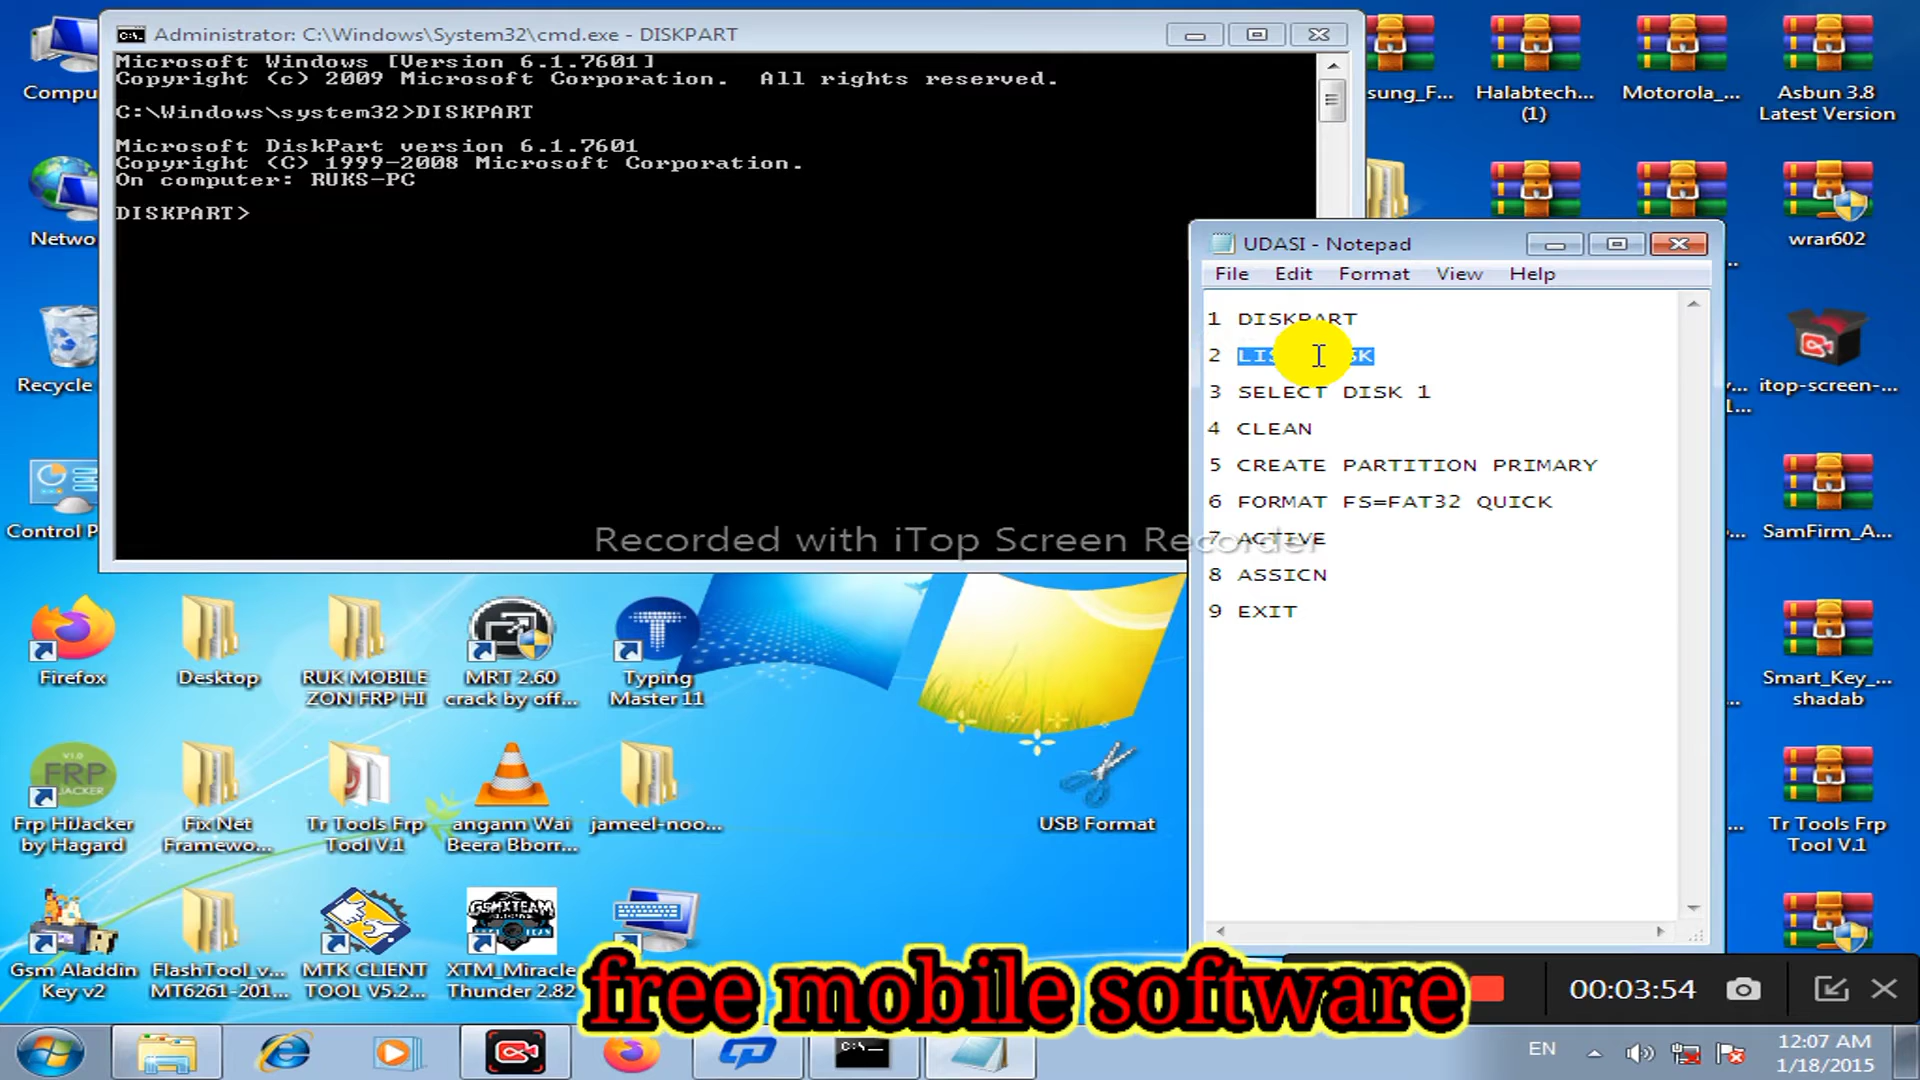 Administrator: C:\Windows\System32\cmd.exe - DISKPART
Microsoft Windows [Version 6.1.7601]
Copyright (c) 2009 Microsoft Corporation.  All rights reserved.
C:\Windows\system32>DISKPART
Microsoft DiskPart version 6.1.7601
Copyright (C) 1999-2008 Microsoft Corporation.
On computer: RUKS-PC
DISKPART>
UDASI - Notepad
File Edit Format View Help
1 DISKPART
2
3 SELECT DISK 1
4 CLEAN
5 CREATE PARTITION PRIMARY
6 FORMAT FS=FAT32 QUICK
7 ACTIVE
8 ASSICN
9 EXIT
Recorded with iTop Screen Recorder
Compu
Netwo
Recycle
Control P
sung_F...
Halabtech...
(1)
Motorola_...
Asbun 3.8
Latest Version
wrar602
itop-screen-...
SamFirm_A...
Smart_Key_...
shadab
Tr Tools Frp
Tool V.1
Firefox
Desktop
RUK MOBILE
ZON FRP HI
MRT 2.60
crack by off...
Typing
Master 11
V1.0
FRP
Frp HiJacker
by Hagard
Fix Net
Framewo...
Tr Tools Frp
Tool V.1
angann Wai
Beera Bborr...
jameel-noo...
USB Format
Gsm Aladdin
Key v2
FlashTool_v...
MT6261-201...
MTK CLIENT
TOOL V5.2...
GSMXTEAM
XTM_Miracle
Thunder 2.82
free mobile software
00:03:54
EN
12:07 AM
1/18/2015